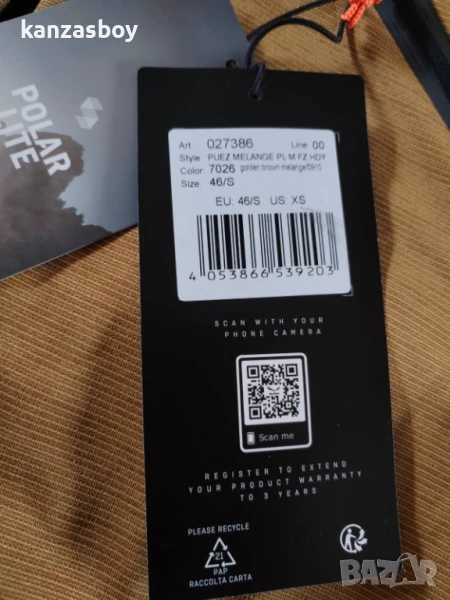 kanzasboy
POLAR
LITE
Art. 027386 Line 00
Style PUEZ MELANGE PL M FZ HDY
Color: 7026 golden brown melange/0910
Size: 46/S
EU: 46/S US: XS
4 053866 539203
SCAN WITH YOUR
PHONE CAMERA
Scan me
REGISTER TO EXTEND
YOUR PRODUCT WARRANTY
TO 3 YEARS
PLEASE RECYCLE
21
PAP
RACCOLTA CARTA
BAZAR